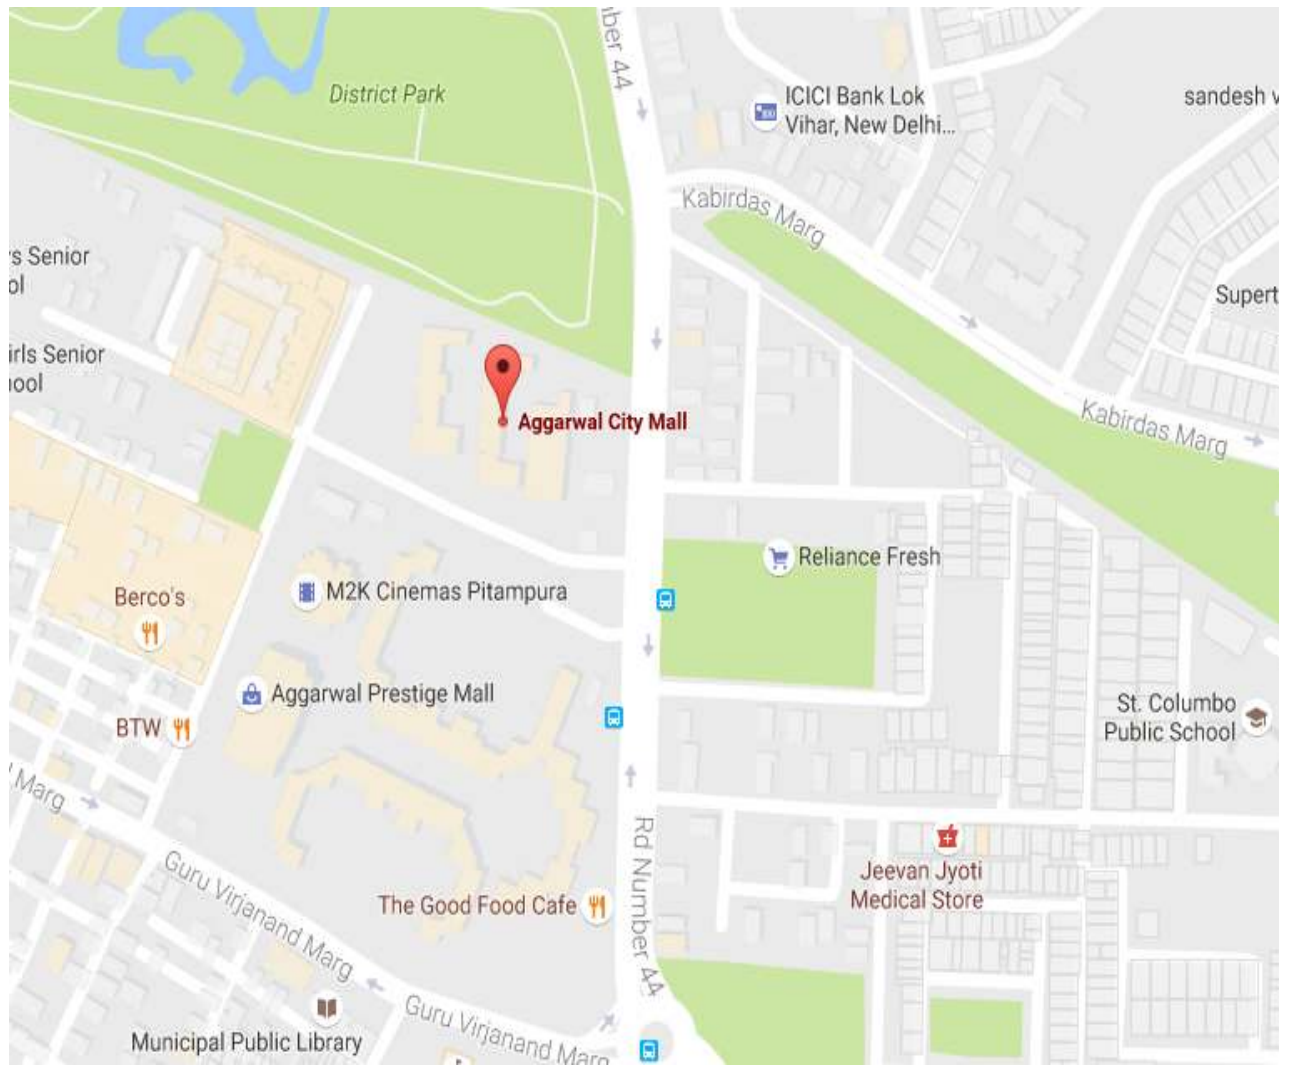 ber 44
District Park
ICICI Bank Lok
Vihar, New Delhi...
sandesh v
Kabirdas Marg
rs Senior
ol
Supert
irls Senior
hool
Aggarwal City Mall
Kabirdas Marg
Reliance Fresh
M2K Cinemas Pitampura
Berco's
Aggarwal Prestige Mall
St. Columbo
Public School
BTW
Marg
Rd Number 44
Guru Virjanand Marg
Jeevan Jyoti
Medical Store
The Good Food Cafe
Guru Virjanand Marg
Municipal Public Library